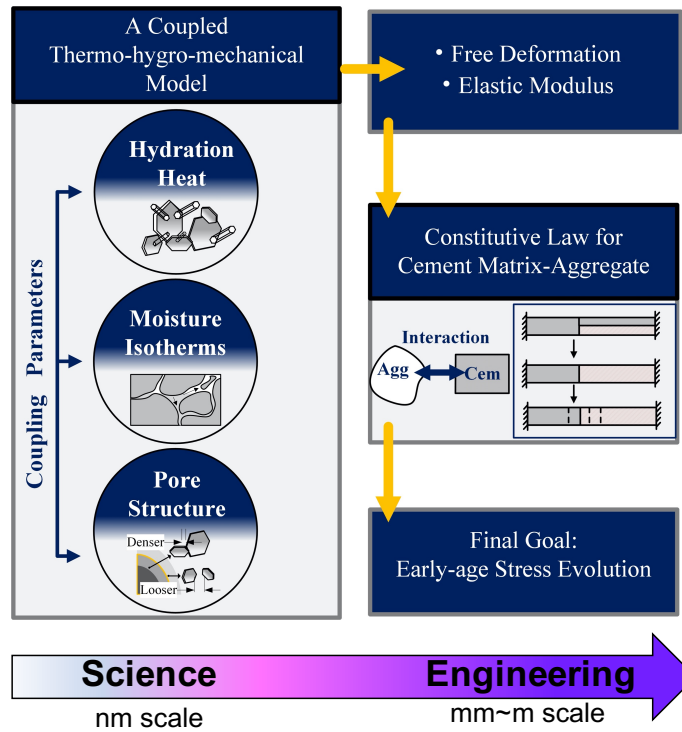 A Coupled
Thermo-hygro-mechanical
Model
Hydration
Heat
Moisture
Isotherms
Pore
Structure
Denser
Looser
Coupling Parameters
• Free Deformation
• Elastic Modulus
Constitutive Law for
Cement Matrix-Aggregate
Interaction
Agg
Cem
Final Goal:
Early-age Stress Evolution
Science
Engineering
nm scale
mm~m scale